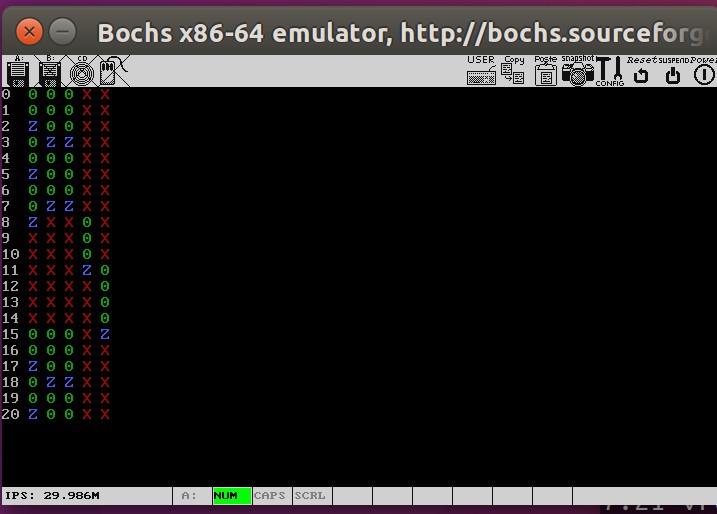 Bochs x86-64 emulator, http://bochs.sourceforg
A: B: CD USER Copy Paste snapshot CONFIG Reset SUSPEND Power
0 0 0 0 X X
1 0 0 0 X X
2 Z 0 0 X X
3 0 Z Z X X
4 0 0 0 X X
5 Z 0 0 X X
6 0 0 0 X X
7 0 Z Z X X
8 Z X X 0 X
9 X X X 0 X
10 X X X 0 X
11 X X X Z 0
12 X X X X 0
13 X X X X 0
14 X X X X 0
15 0 0 0 X Z
16 0 0 0 X X
17 Z 0 0 X X
18 0 Z Z X X
19 0 0 0 X X
20 Z 0 0 X X
IPS: 29.986M A: NUM CAPS SCRL